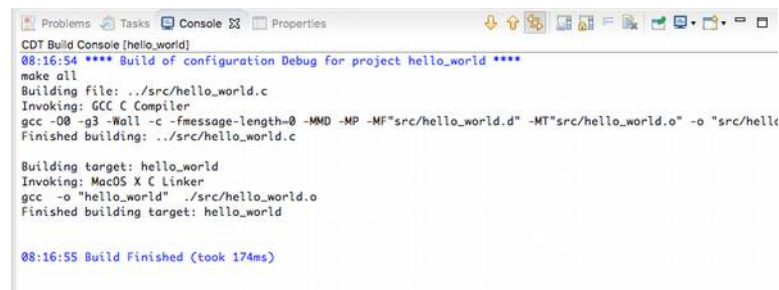 Problems Tasks Console Properties
CDT Build Console [hello_world]
08:16:54 **** Build of configuration Debug for project hello_world ****
make all
Building file: ../src/hello_world.c
Invoking: GCC C Compiler
gcc -O0 -g3 -Wall -c -fmessage-length=0 -MMD -MP -MF"src/hello_world.d" -MT"src/hello_world.o" -o "src/hello
Finished building: ../src/hello_world.c
Building target: hello_world
Invoking: MacOS X C Linker
gcc -o "hello_world" ./src/hello_world.o
Finished building target: hello_world
08:16:55 Build Finished (took 174ms)